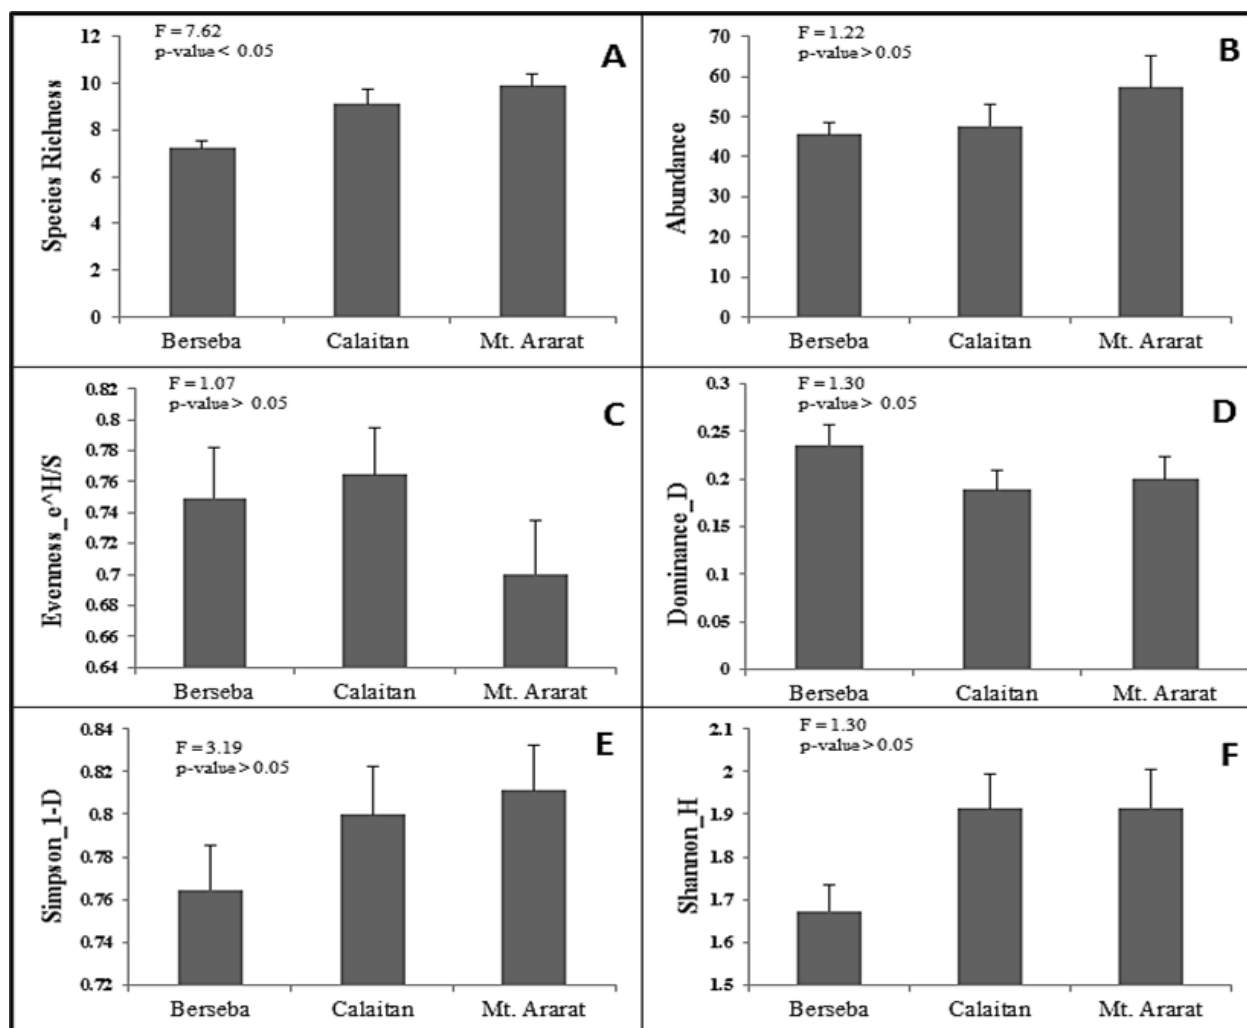 F = 7.62
p-value < 0.05
A
Species Richness
12
10
8
6
4
2
0
Berseba Calaitan Mt. Ararat
F = 1.22
p-value > 0.05
B
Abundance
70
60
50
40
30
20
10
0
Berseba Calaitan Mt. Ararat
F = 1.07
p-value > 0.05
C
Evenness_e^H/S
0.82
0.8
0.78
0.76
0.74
0.72
0.7
0.68
0.66
0.64
Berseba Calaitan Mt. Ararat
F = 1.30
p-value > 0.05
D
Dominance_D
0.3
0.25
0.2
0.15
0.1
0.05
0
Berseba Calaitan Mt. Ararat
F = 3.19
p-value > 0.05
E
Simpson_1-D
0.84
0.82
0.8
0.78
0.76
0.74
0.72
Berseba Calaitan Mt. Ararat
F = 1.30
p-value > 0.05
F
Shannon_H
2.1
2
1.9
1.8
1.7
1.6
1.5
Berseba Calaitan Mt. Ararat